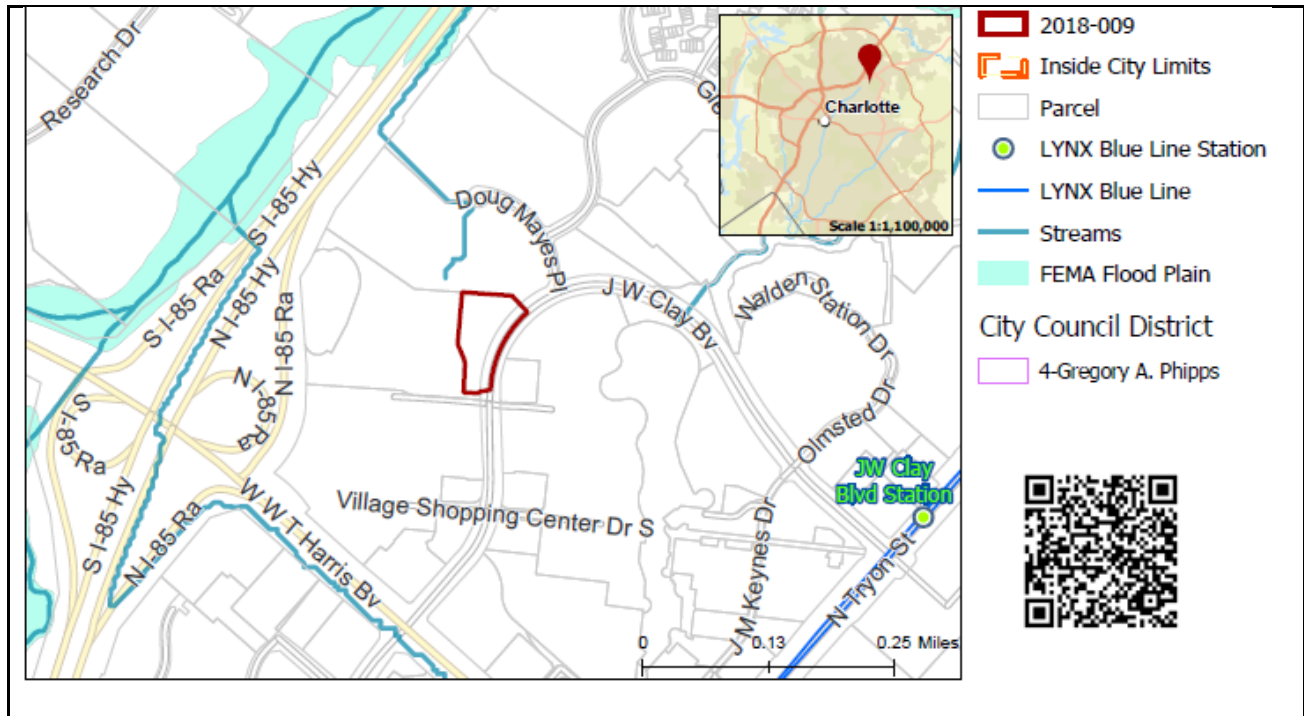 Research Dr
S I-85 Hy
N I-85 Hy
S I-85 Ra
N I-85 Ra
N I-85 Ra
S I-85 Ra
S I-85 Hy
N I-85 Ra
W W T Harris Bv
Doug Mayes Pl
J W Clay Bv
Gle
Walden Station Dr
Olmsted Dr
Village Shopping Center Dr S
J M Keynes Dr
N Tryon St
JW Clay
Blvd Station
0 0.13 0.25 Miles
Charlotte
Scale 1:1,100,000
2018-009
Inside City Limits
Parcel
LYNX Blue Line Station
LYNX Blue Line
Streams
FEMA Flood Plain
City Council District
4-Gregory A. Phipps